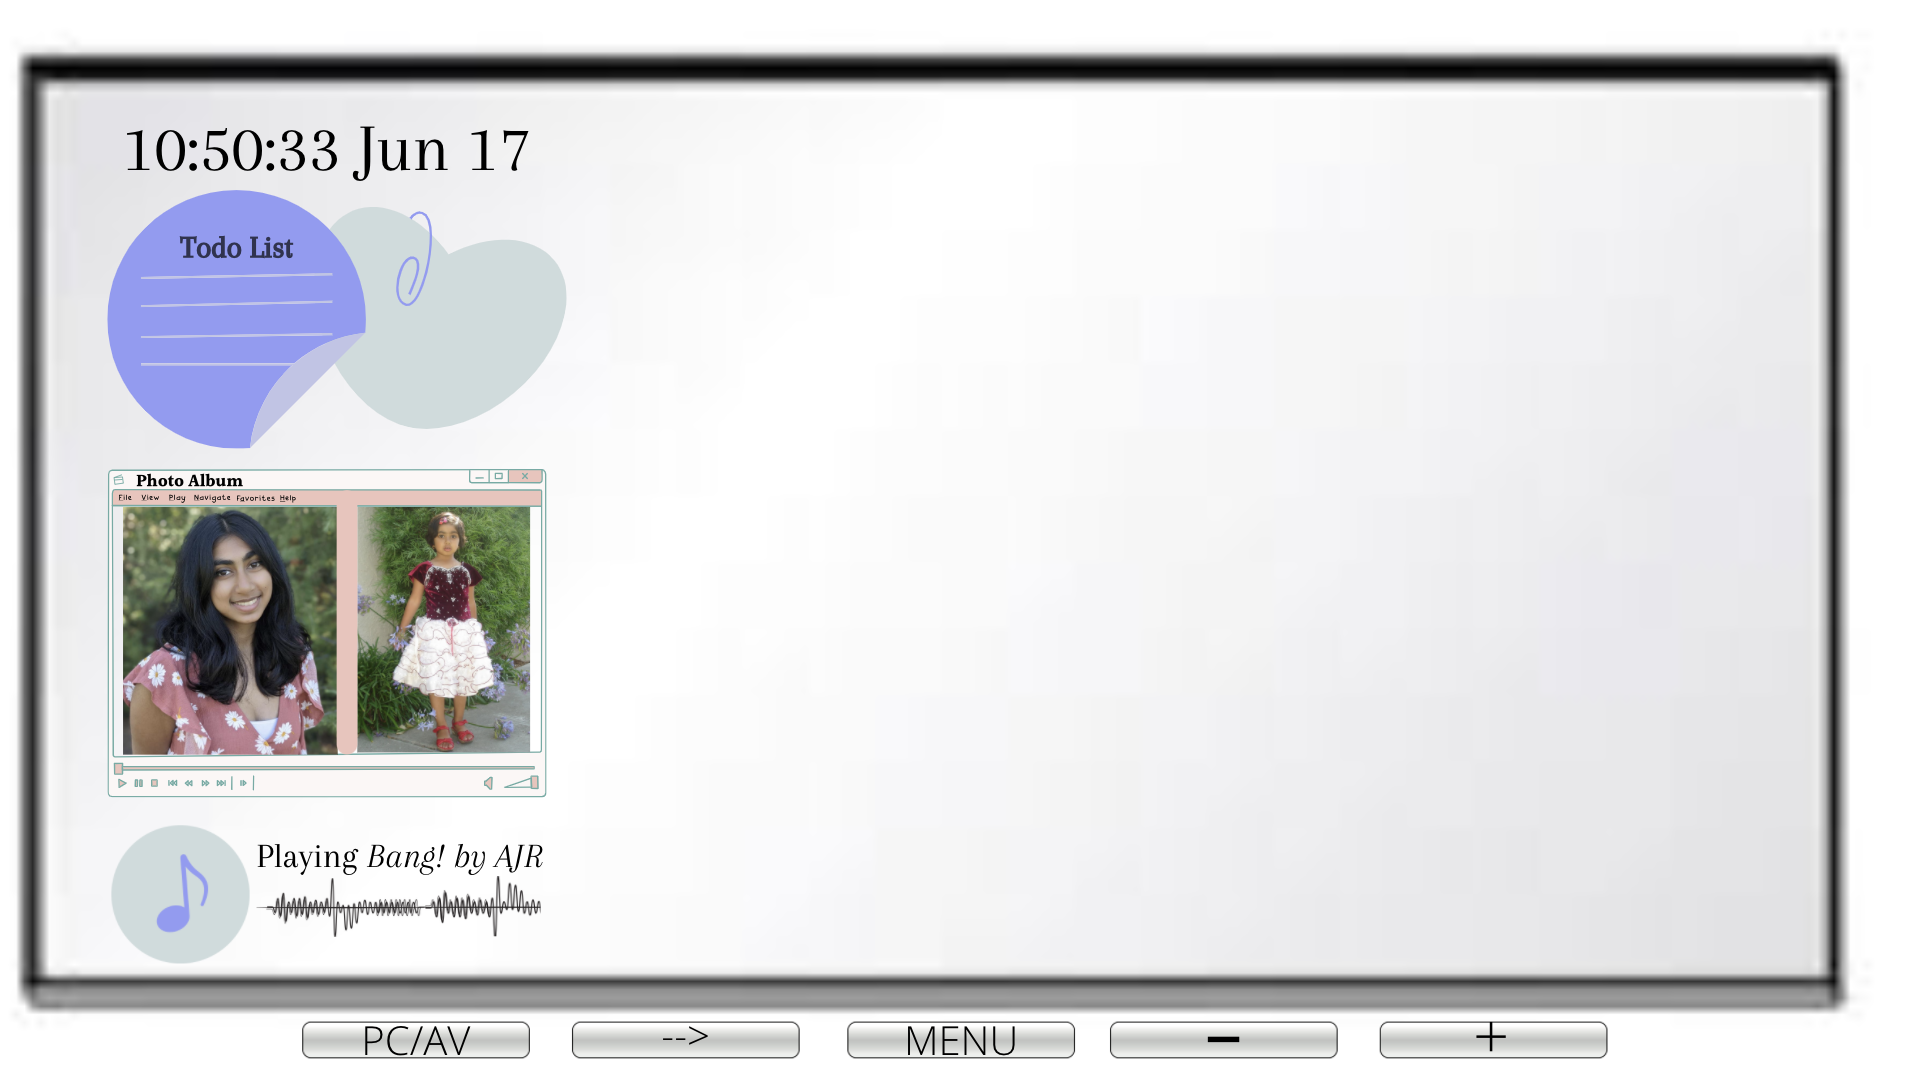 10:50:33 Jun 17
Todo List
Photo Album
File View Play Navigate Favorites Help
Playing Bang! by AJR
PC/AV
-->
MENU
-
+